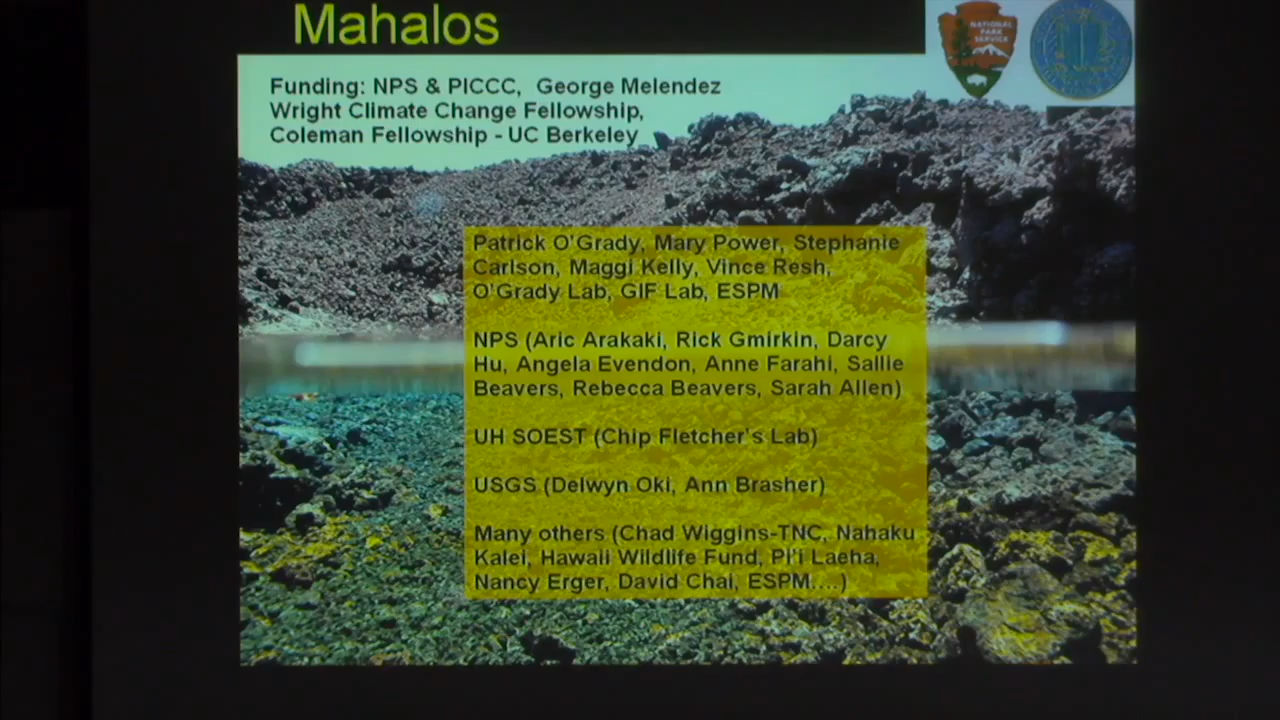 Mahalos
NATIONAL
PARK
SERVICE
Funding: NPS & PICCC, George Melendez
Wright Climate Change Fellowship,
Coleman Fellowship - UC Berkeley
Patrick O'Grady, Mary Power, Stephanie
Carlson, Maggi Kelly, Vince Resh,
O'Grady Lab, GIF Lab, ESPM
NPS (Aric Arakaki, Rick Gmirkin, Darcy
Hu, Angela Evendon, Anne Farahi, Sallie
Beavers, Rebecca Beavers, Sarah Allen)
UH SOEST (Chip Fletcher's Lab)
USGS (Delwyn Oki, Ann Brasher)
Many others (Chad Wiggins-TNC, Nahaku
Kalei, Hawaii Wildlife Fund, Pi'i Laeha,
Nancy Erger, David Chai, ESPM....)